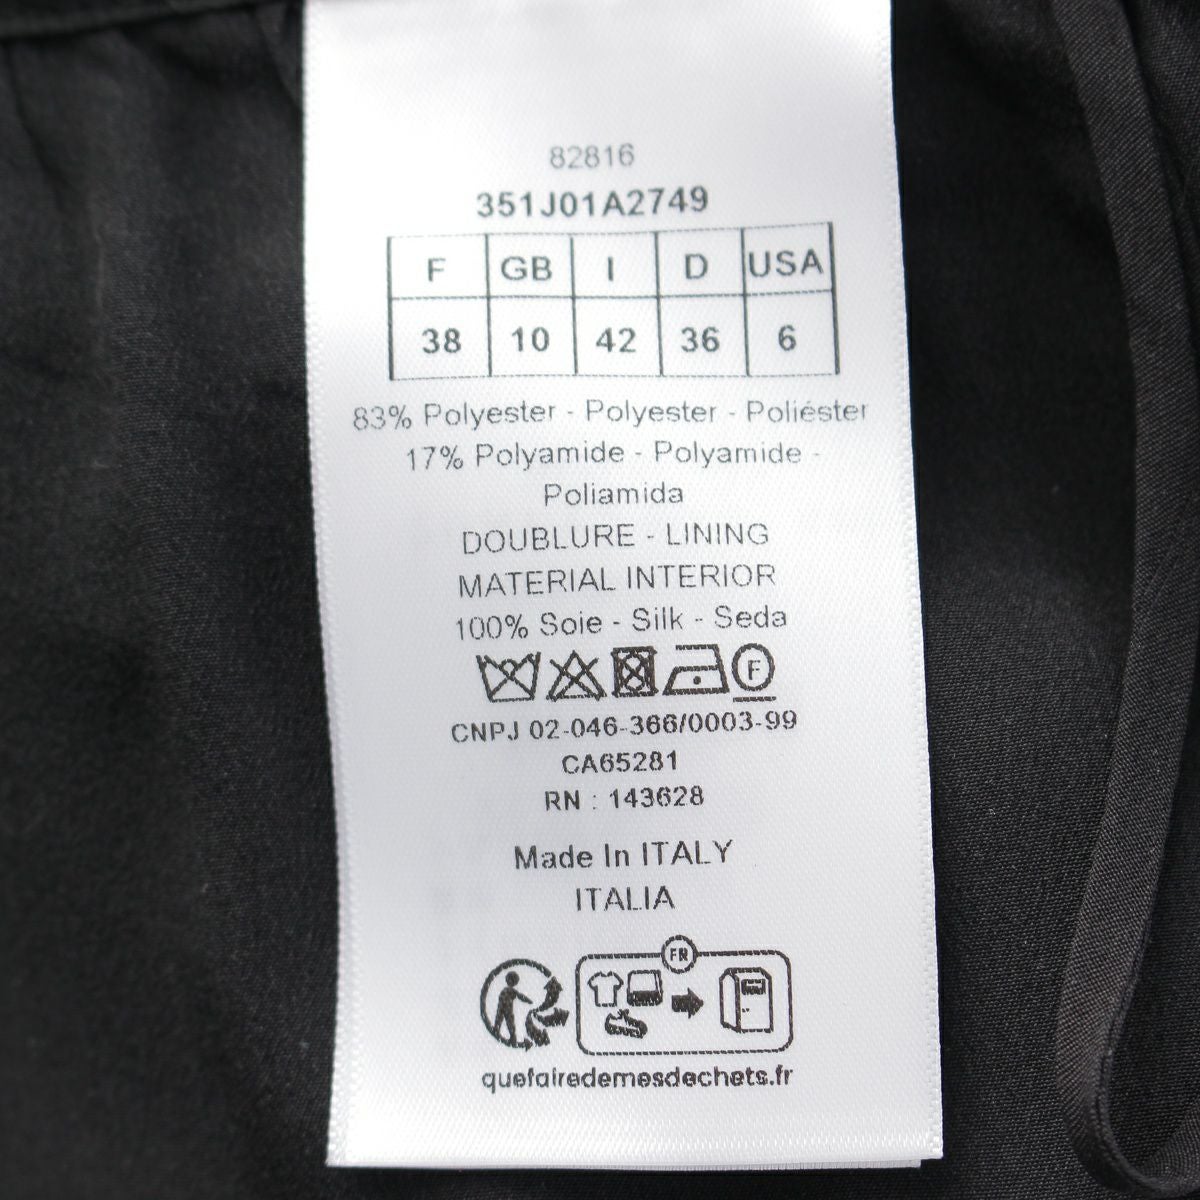 82816
351J01A2749
F GB I D USA
38 10 42 36 6
83% Polyester - Polyester - Poliéster
17% Polyamide - Polyamide -
Poliamida
DOUBLURE - LINING
MATERIAL INTERIOR
100% Soie - Silk - Seda
F
CNPJ 02-046-366/0003-99
CA65281
RN : 143628
Made In ITALY
ITALIA
FR
quefairedemesdechets.fr